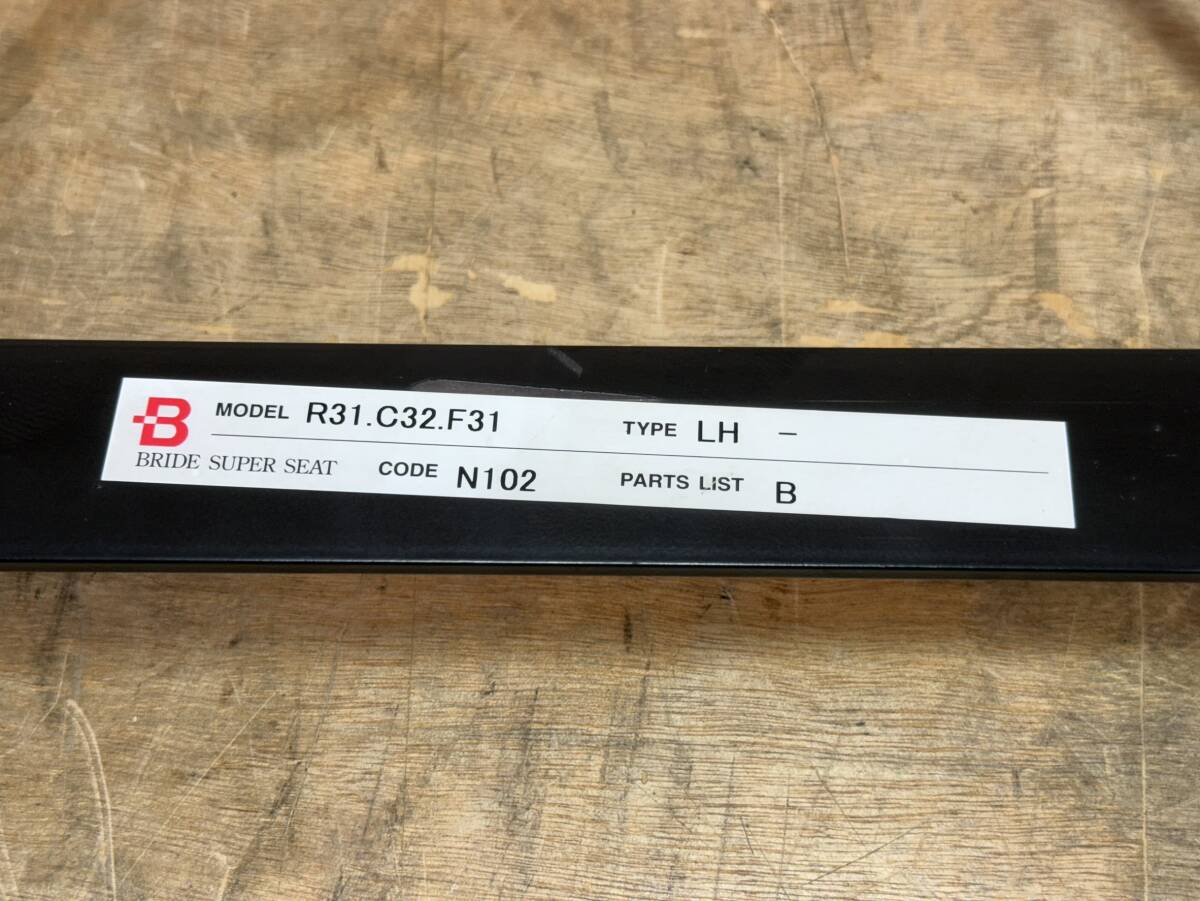 B MODEL R31.C32.F31 TYPE LH -
BRIDE SUPER SEAT CODE N102 PARTS LIST B